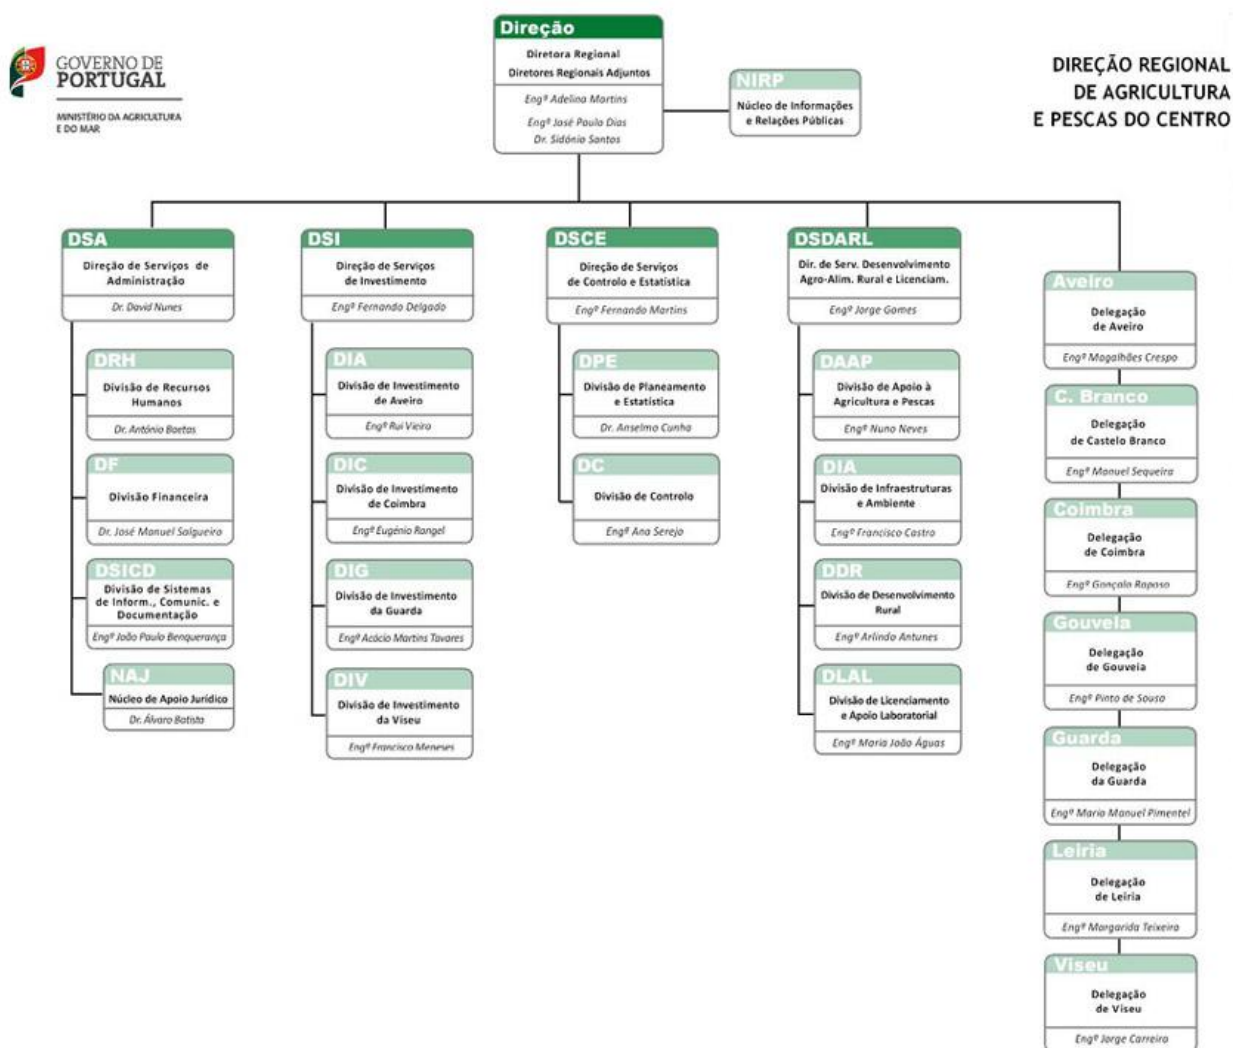 GOVERNO DE
PORTUGAL
MINISTÉRIO DA AGRICULTURA
E DO MAR
DIREÇÃO REGIONAL
DE AGRICULTURA
E PESCAS DO CENTRO
Direção
Diretora Regional
Diretores Regionais Adjuntos
Engª Adelina Martins
Engº José Paulo Dias
Dr. Sidónio Santos
NIRP
Núcleo de Informações
e Relações Públicas
DSA
Direção de Serviços de
Administração
Dr. David Nunes
DRH
Divisão de Recursos
Humanos
Dr. António Baetas
DF
Divisão Financeira
Dr. José Manuel Salgueiro
DSICD
Divisão de Sistemas
de Inform., Comunic. e
Documentação
Engº João Paulo Benquerança
NAJ
Núcleo de Apoio Jurídico
Dr. Álvaro Batista
DSI
Direção de Serviços
de Investimento
Engº Fernando Delgado
DIA
Divisão de Investimento
de Aveiro
Engº Rui Vieira
DIC
Divisão de Investimento
de Coimbra
Engº Eugénio Rangel
DIG
Divisão de Investimento
da Guarda
Engº Acácio Martins Tavares
DIV
Divisão de Investimento
da Viseu
Engº Francisco Meneses
DSCE
Direção de Serviços
de Controlo e Estatística
Engº Fernando Martins
DPE
Divisão de Planeamento
e Estatística
Dr. Anselmo Cunha
DC
Divisão de Controlo
Engª Ana Serejo
DSDARL
Dir. de Serv. Desenvolvimento
Agro-Alim. Rural e Licenciam.
Engº Jorge Gomes
DAAP
Divisão de Apoio à
Agricultura e Pescas
Engº Nuno Neves
DIA
Divisão de Infraestruturas
e Ambiente
Engº Francisco Castro
DDR
Divisão de Desenvolvimento
Rural
Engº Arlindo Antunes
DLAL
Divisão de Licenciamento
e Apoio Laboratorial
Engª Maria João Águas
Aveiro
Delegação
de Aveiro
Engº Magalhães Crespo
C. Branco
Delegação
de Castelo Branco
Engº Manuel Sequeira
Coimbra
Delegação
de Coimbra
Engº Gonçalo Raposo
Gouveia
Delegação
de Gouveia
Engº Pinto de Sousa
Guarda
Delegação
da Guarda
Engº Mario Manuel Pimentel
Leiria
Delegação
de Leiria
Engª Margarida Teixeira
Viseu
Delegação
de Viseu
Engº Jorge Carreiro